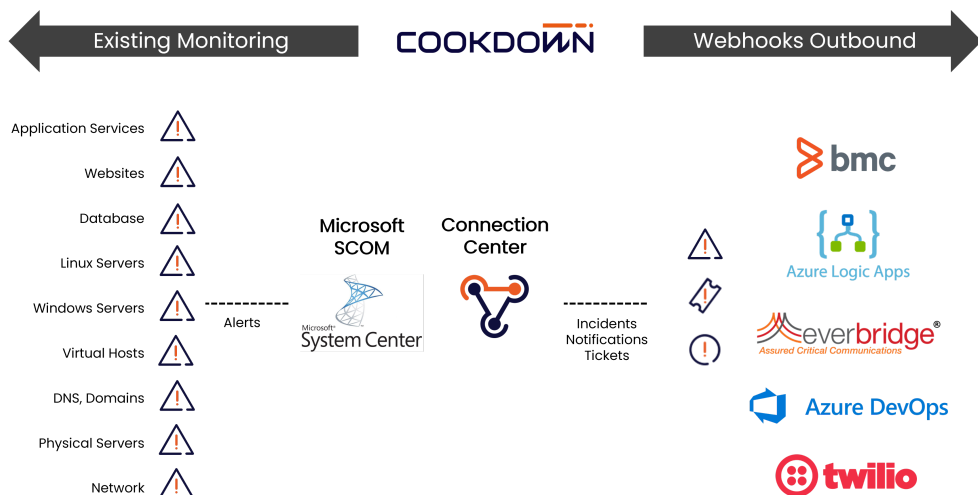 Existing Monitoring
COOKDOWN
Webhooks Outbound
Application Services
Websites
Database
Linux Servers
Windows Servers
Virtual Hosts
DNS, Domains
Physical Servers
Network
Alerts
Microsoft
SCOM
Microsoft®
System Center
Connection
Center
Incidents
Notifications
Tickets
bmc
Azure Logic Apps
everbridge®
Assured Critical Communications
Azure DevOps
twilio